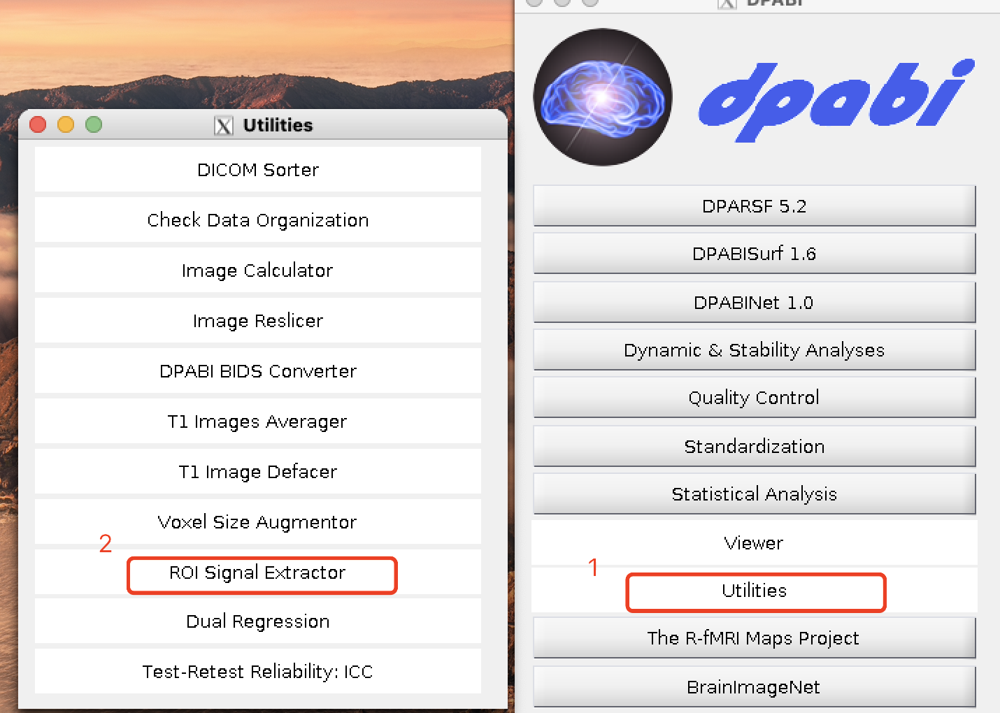 Utilities
DICOM Sorter
Check Data Organization
Image Calculator
Image Reslicer
DPABI BIDS Converter
T1 Images Averager
T1 Image Defacer
Voxel Size Augmentor
2
ROI Signal Extractor
Dual Regression
Test-Retest Reliability: ICC
DPABI
dpabi
DPARSF 5.2
DPABISurf 1.6
DPABINet 1.0
Dynamic & Stability Analyses
Quality Control
Standardization
Statistical Analysis
Viewer
1
Utilities
The R-fMRI Maps Project
BrainImageNet